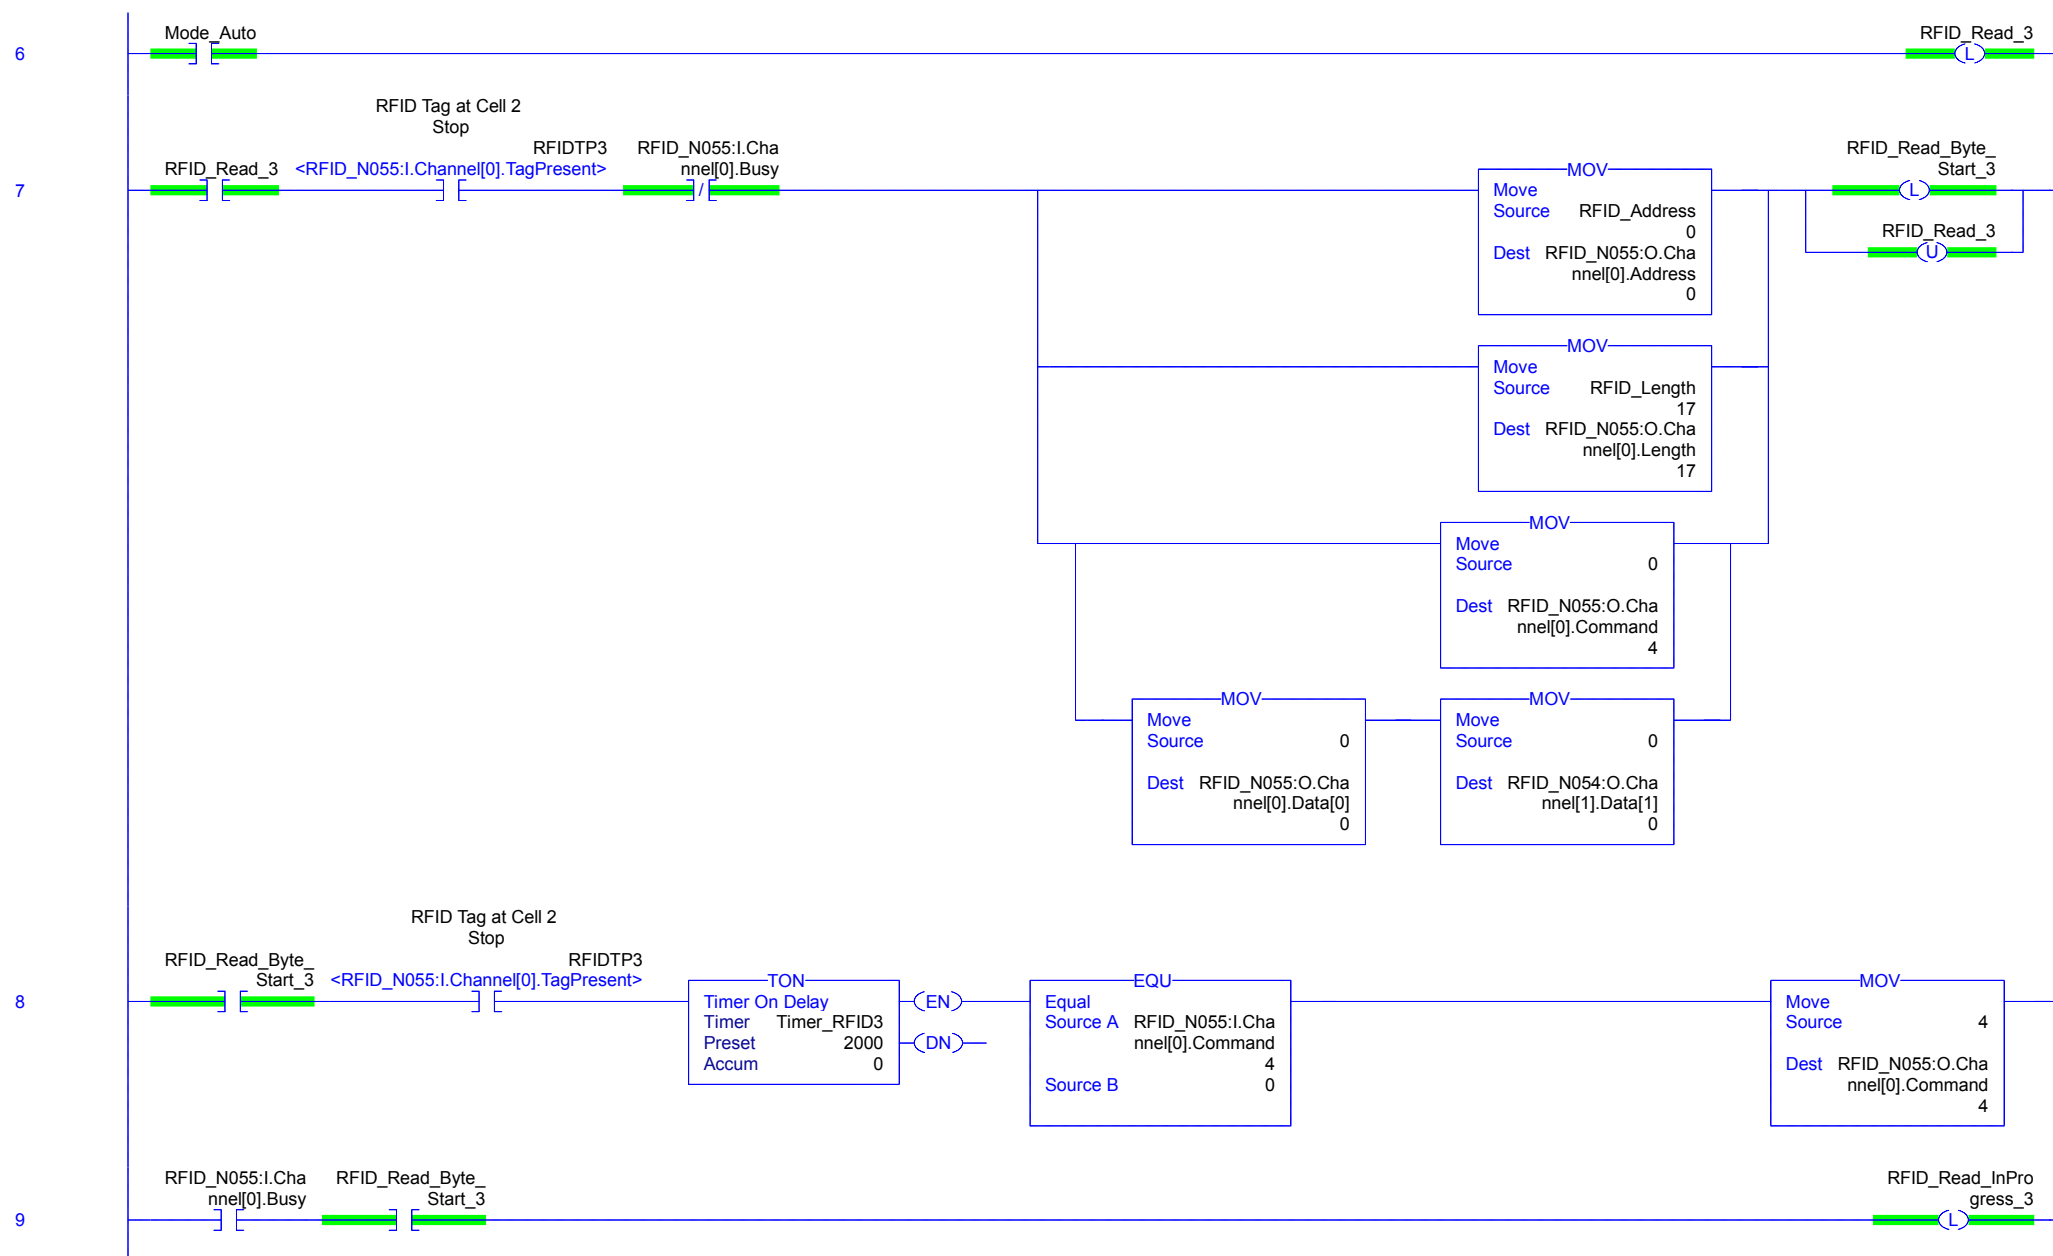 6
Mode_Auto
RFID_Read_3
L
RFID Tag at Cell 2
Stop
7
RFID_Read_3
RFIDTP3
<RFID_N055:I.Channel[0].TagPresent>
RFID_N055:I.Cha
nnel[0].Busy
/
MOV
Move
Source RFID_Address
0
Dest RFID_N055:O.Cha
nnel[0].Address
0
RFID_Read_Byte_
Start_3
L
RFID_Read_3
U
MOV
Move
Source RFID_Length
17
Dest RFID_N055:O.Cha
nnel[0].Length
17
MOV
Move
Source 0
Dest RFID_N055:O.Cha
nnel[0].Command
4
MOV
Move
Source 0
Dest RFID_N055:O.Cha
nnel[0].Data[0]
0
MOV
Move
Source 0
Dest RFID_N054:O.Cha
nnel[1].Data[1]
0
8
RFID_Read_Byte_
Start_3
RFID Tag at Cell 2
Stop
RFIDTP3
<RFID_N055:I.Channel[0].TagPresent>
TON
Timer On Delay
Timer Timer_RFID3
Preset 2000
Accum 0
EN
DN
EQU
Equal
Source A RFID_N055:I.Cha
nnel[0].Command
4
Source B 0
MOV
Move
Source 4
Dest RFID_N055:O.Cha
nnel[0].Command
4
9
RFID_N055:I.Cha
nnel[0].Busy
RFID_Read_Byte_
Start_3
RFID_Read_InPro
gress_3
L